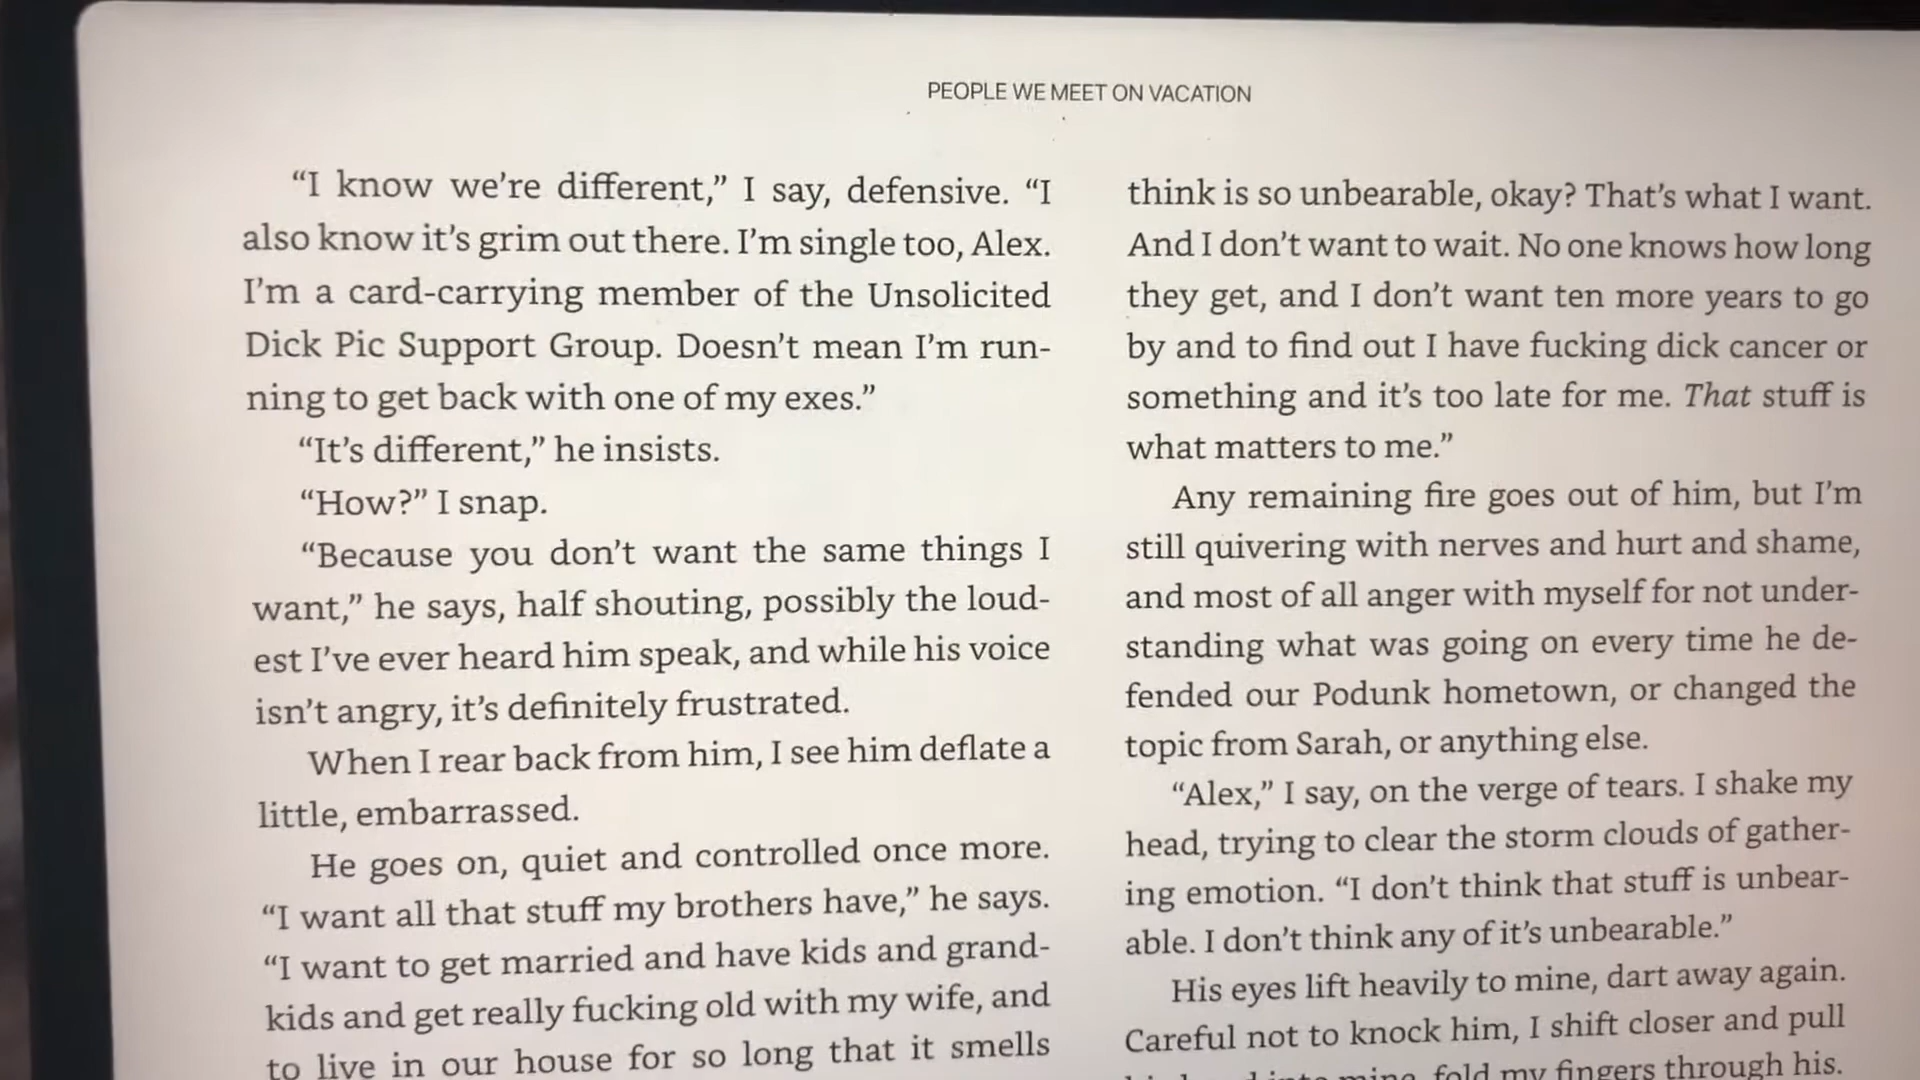 PEOPLE WE MEET ON VACATION
“I know we’re different,” I say, defensive. “I
also know it’s grim out there. I’m single too, Alex.
I’m a card-carrying member of the Unsolicited
Dick Pic Support Group. Doesn’t mean I’m run-
ning to get back with one of my exes.”
“It’s different,” he insists.
“How?” I snap.
“Because you don’t want the same things I
want,” he says, half shouting, possibly the loud-
est I’ve ever heard him speak, and while his voice
isn’t angry, it’s definitely frustrated.
When I rear back from him, I see him deflate a
little, embarrassed.
He goes on, quiet and controlled once more.
“I want all that stuff my brothers have,” he says.
“I want to get married and have kids and grand-
kids and get really fucking old with my wife, and
to live in our house for so long that it smells
think is so unbearable, okay? That’s what I want.
And I don’t want to wait. No one knows how long
they get, and I don’t want ten more years to go
by and to find out I have fucking dick cancer or
something and it’s too late for me. That stuff is
what matters to me.”
Any remaining fire goes out of him, but I’m
still quivering with nerves and hurt and shame,
and most of all anger with myself for not under-
standing what was going on every time he de-
fended our Podunk hometown, or changed the
topic from Sarah, or anything else.
“Alex,” I say, on the verge of tears. I shake my
head, trying to clear the storm clouds of gather-
ing emotion. “I don’t think that stuff is unbear-
able. I don’t think any of it’s unbearable.”
His eyes lift heavily to mine, dart away again.
Careful not to knock him, I shift closer and pull
mine, fold my fingers through his.